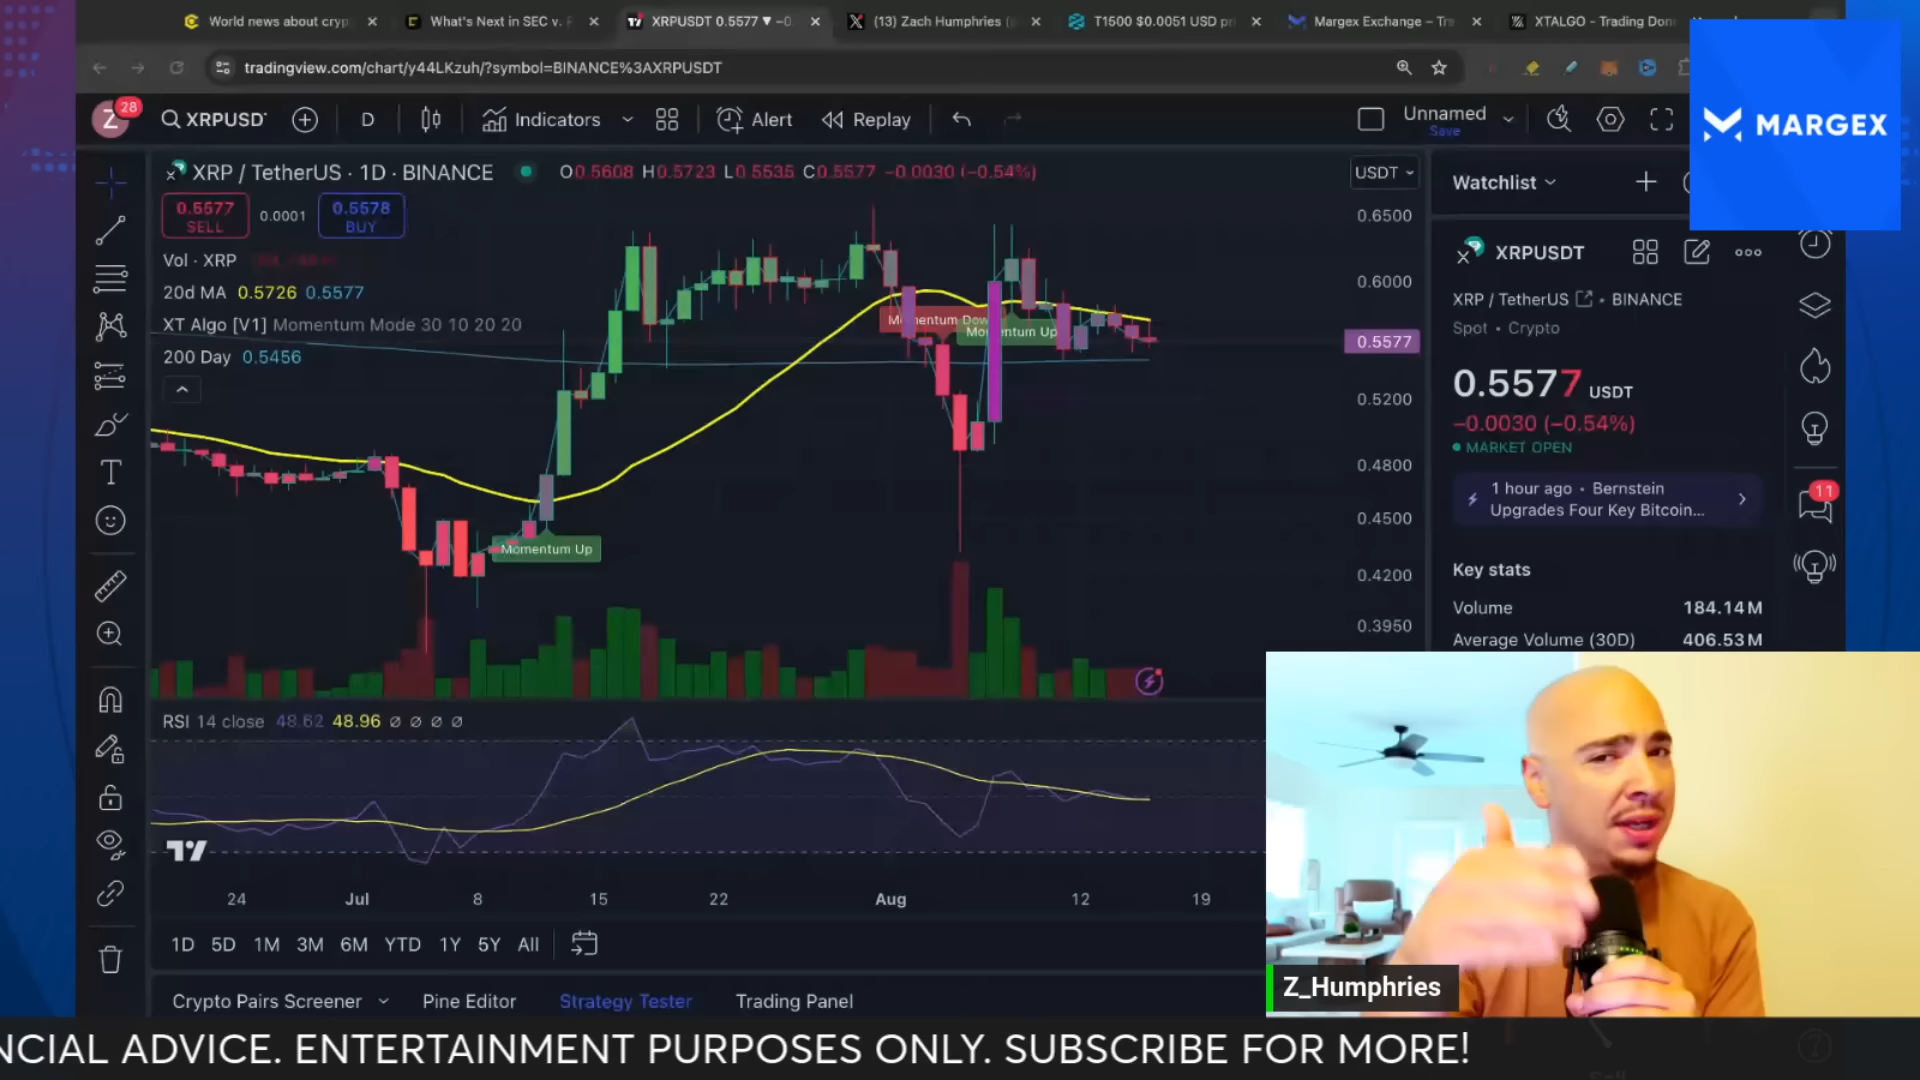 World news about cryp
What's Next in SEC v.
XRPUSDT 0.5577 ▼ −0
(13) Zach Humphries (
T1500 $0.0051 USD pr
Margex Exchange – Tra
XTALGO - Trading Don
tradingview.com/chart/y44LKzuh/?symbol=BINANCE%3AXRPUSDT
MARGEX
Z
28
XRPUSD
D
Indicators
Alert
Replay
Unnamed
Save
XRP / TetherUS · 1D · BINANCE
O0.5608 H0.5723 L0.5535 C0.5577 −0.0030 (−0.54%)
USDT
0.5577
SELL
0.0001
0.5578
BUY
Vol · XRP
20d MA 0.5726 0.5577
XT Algo [V1] Momentum Mode 30 10 20 20
200 Day 0.5456
Momentum Down
Momentum Up
Momentum Up
0.6500
0.6000
0.5577
0.5200
0.4800
0.4500
0.4200
0.3950
RSI 14 close 48.62 48.96 ∅ ∅ ∅ ∅
24 Jul 8 15 22 Aug 12 19
1D 5D 1M 3M 6M YTD 1Y 5Y All
Crypto Pairs Screener
Pine Editor
Strategy Tester
Trading Panel
Watchlist
XRPUSDT
XRP / TetherUS • BINANCE
Spot • Crypto
0.5577 USDT
−0.0030 (−0.54%)
MARKET OPEN
1 hour ago • Bernstein
Upgrades Four Key Bitcoin...
Key stats
Volume 184.14M
Average Volume (30D) 406.53M
11
Z_Humphries
NCIAL ADVICE. ENTERTAINMENT PURPOSES ONLY. SUBSCRIBE FOR MORE!